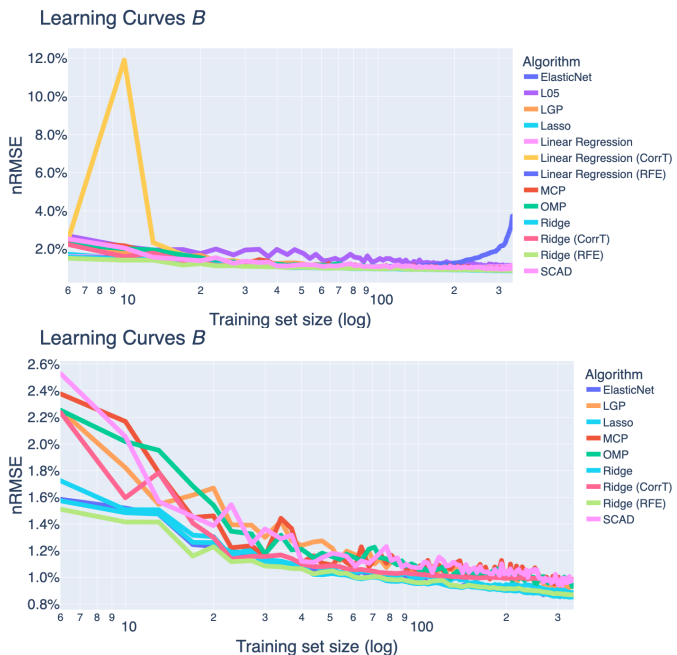 Learning Curves B
12.0%
10.0%
8.0%
6.0%
4.0%
2.0%
nRMSE
6 7 8 9 10 2 3 4 5 6 7 8 9 100 2 3
Training set size (log)
Algorithm
ElasticNet
L05
LGP
Lasso
Linear Regression
Linear Regression (CorrT)
Linear Regression (RFE)
MCP
OMP
Ridge
Ridge (CorrT)
Ridge (RFE)
SCAD
Learning Curves B
2.6%
2.4%
2.2%
2.0%
1.8%
1.6%
1.4%
1.2%
1.0%
0.8%
nRMSE
6 7 8 9 10 2 3 4 5 6 7 8 9 100 2 3
Training set size (log)
Algorithm
ElasticNet
LGP
Lasso
MCP
OMP
Ridge
Ridge (CorrT)
Ridge (RFE)
SCAD